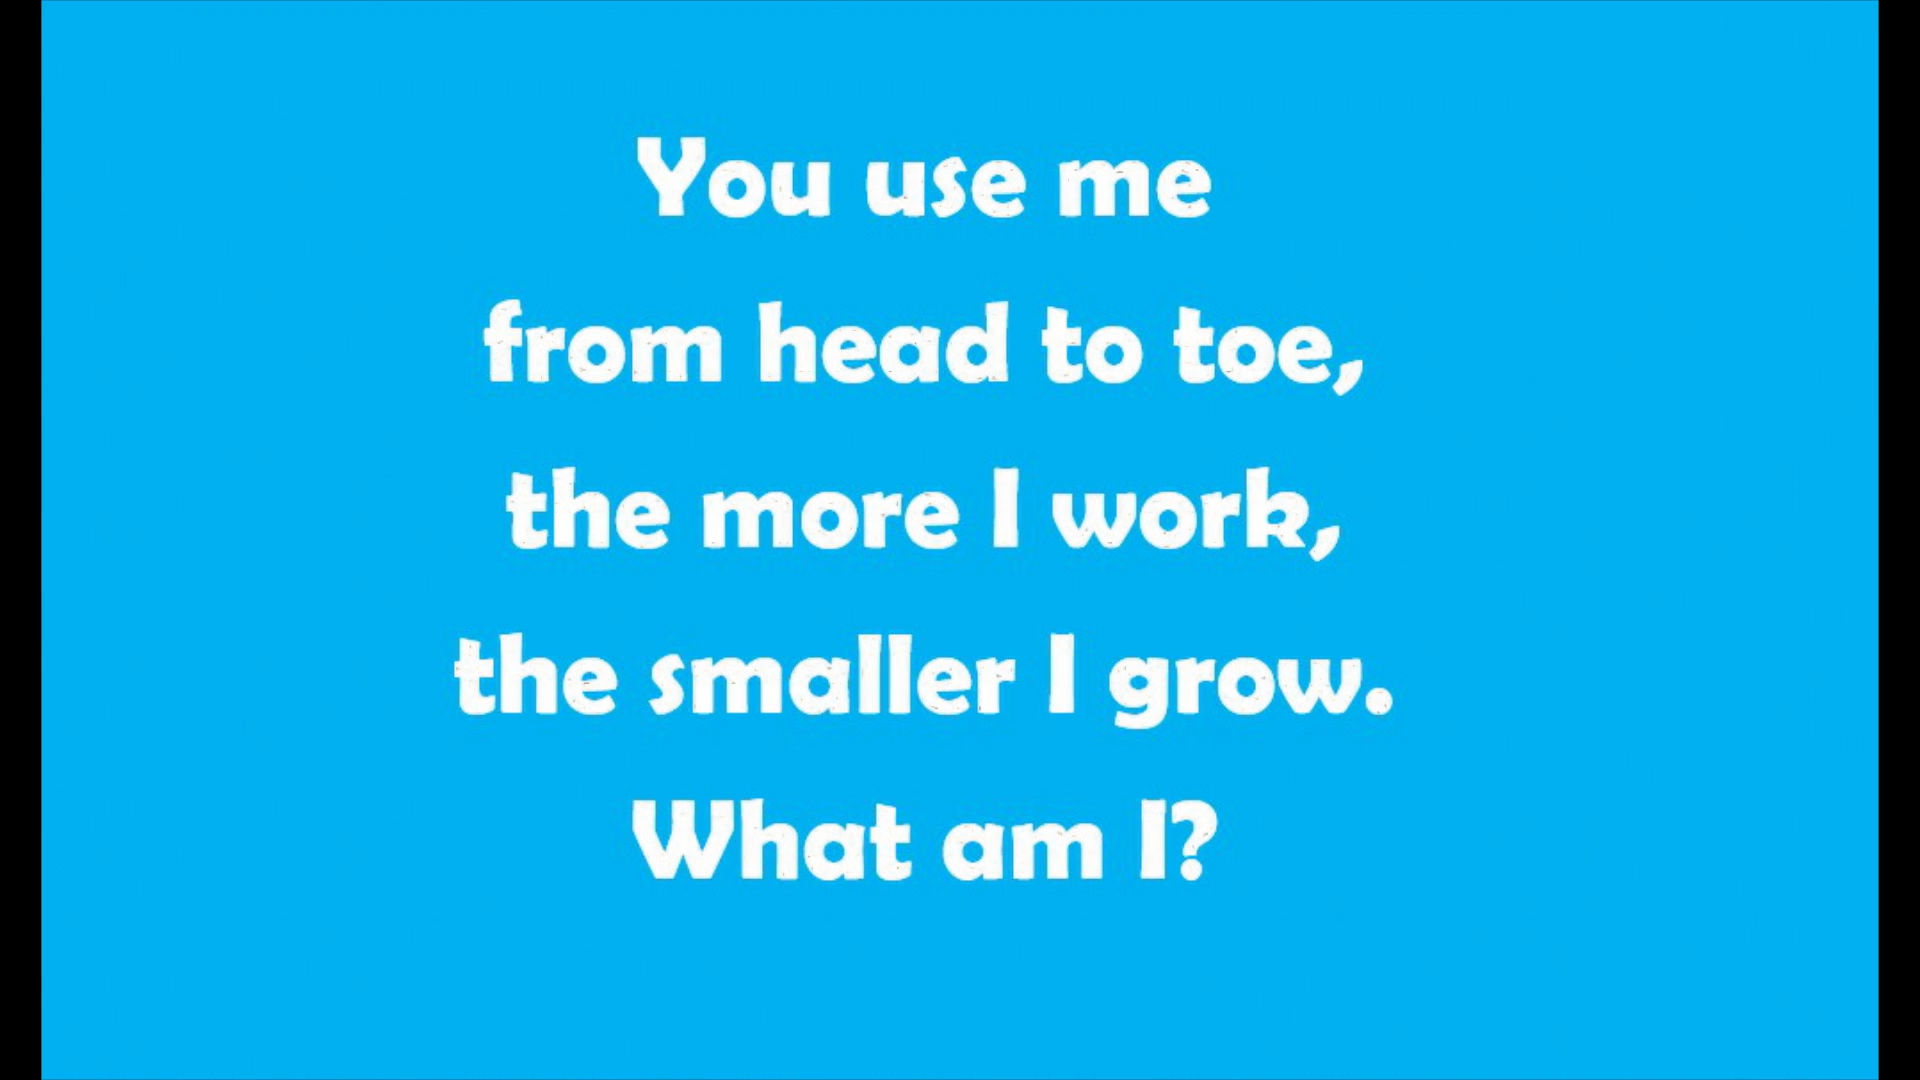 You use me
from head to toe,
the more I work,
the smaller I grow.
What am I?